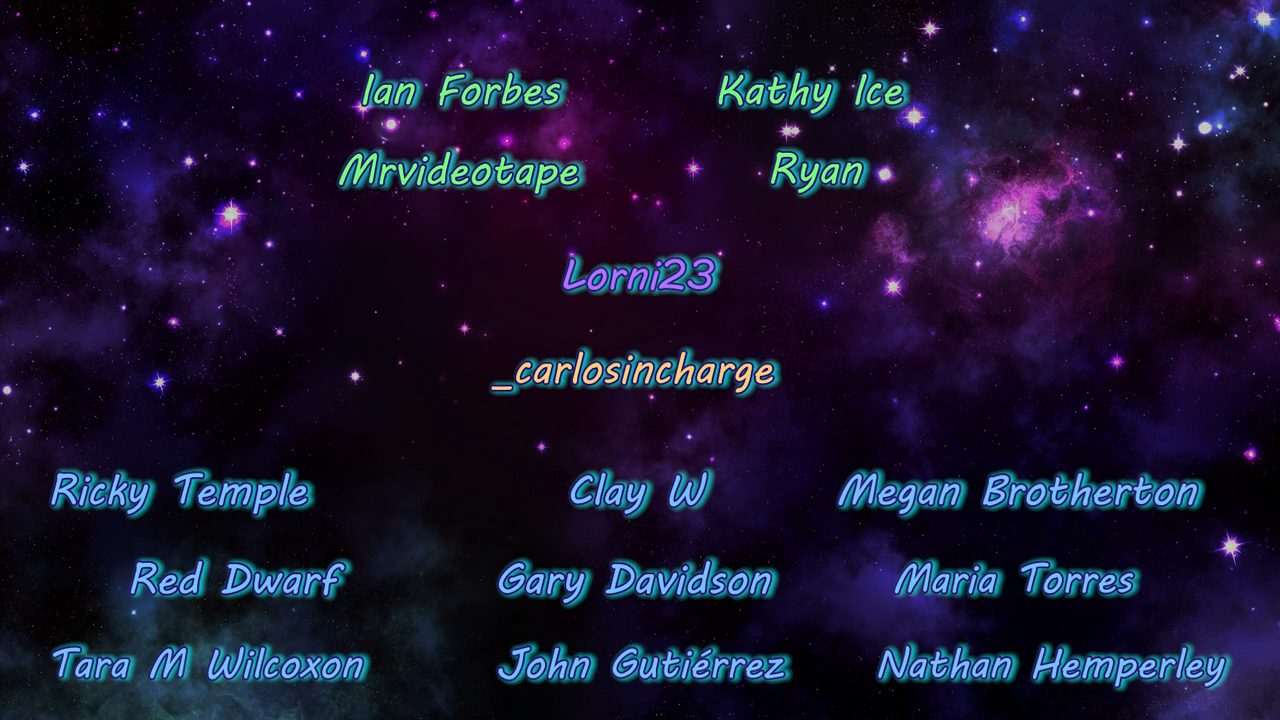 Ian Forbes Kathy Ice
Mrvideotape Ryan
Lorni23
_carlosincharge
Ricky Temple Clay W Megan Brotherton
Red Dwarf Gary Davidson Maria Torres
Tara M Wilcoxon John Gutiérrez Nathan Hemperley